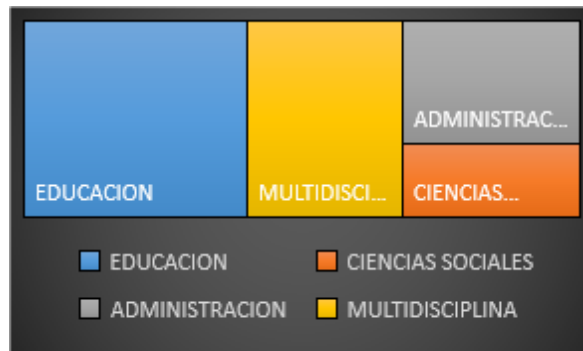 ADMINISTRAC...
EDUCACION MULTIDISCI... CIENCIAS...
EDUCACION CIENCIAS SOCIALES
ADMINISTRACION MULTIDISCIPLINA